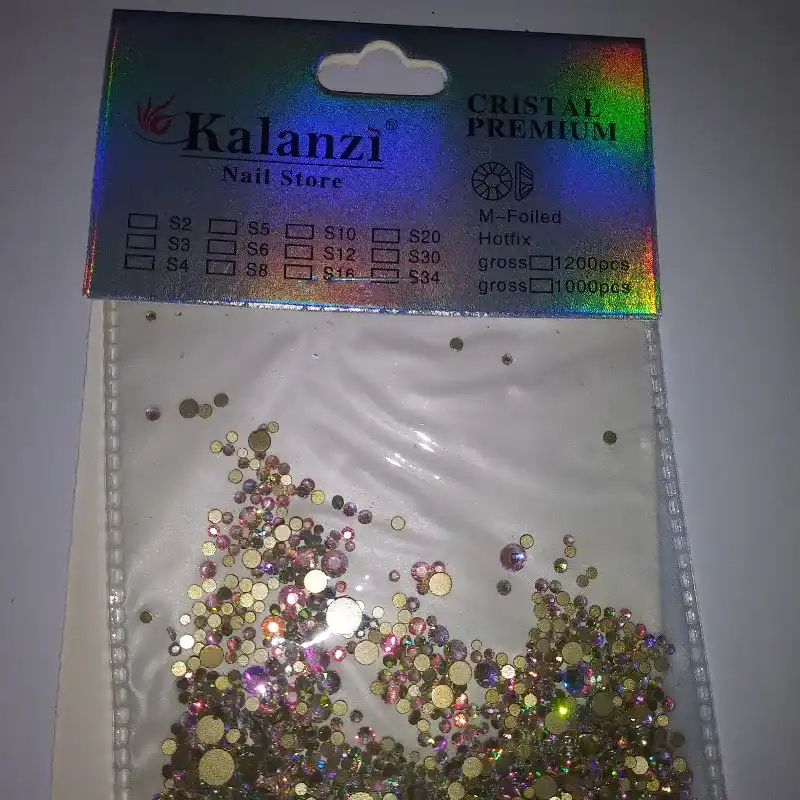 Kalanzi®
Nail Store
CRISTAL
PREMIUM
M-Foiled
Hotfix
gross 1200pcs
gross 1000pcs
S2 S5 S10 S20
S3 S6 S12 S30
S4 S8 S16 S34